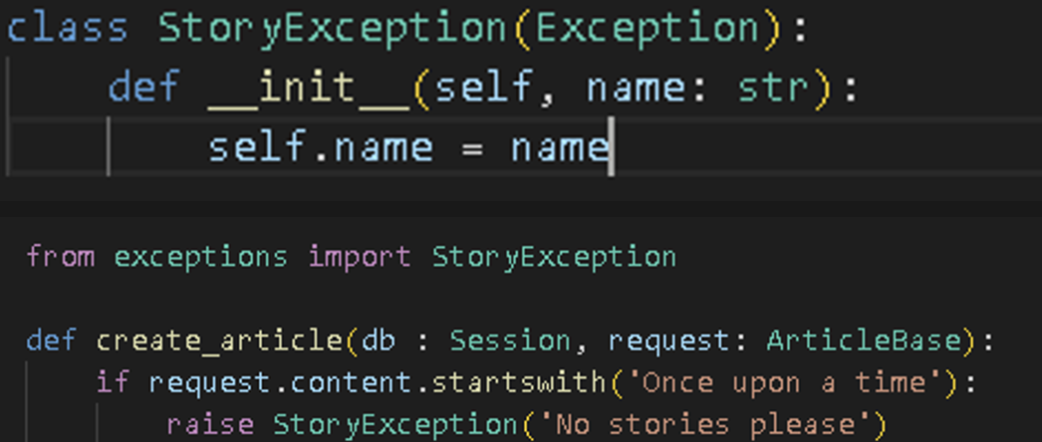 class StoryException(Exception):
    def __init__(self, name: str):
        self.name = name
from exceptions import StoryException
def create_article(db : Session, request: ArticleBase):
    if request.content.startswith('Once upon a time'):
        raise StoryException('No stories please')